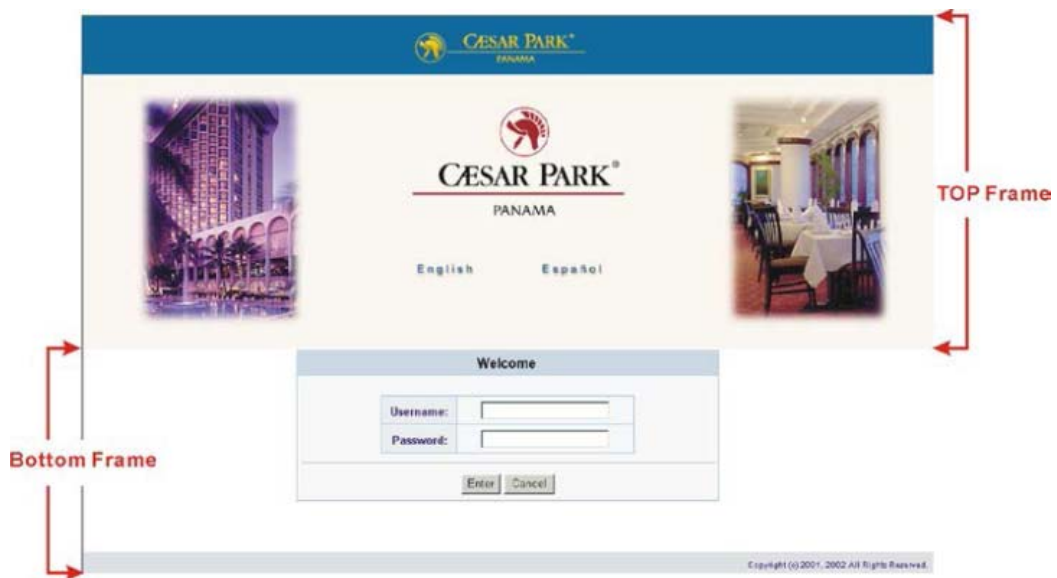 CÆSAR PARK®
PANAMA
CÆSAR PARK®
PANAMA
TOP Frame
English Español
Welcome
Username:
Password:
Bottom Frame
Enter Cancel
Copyright (c) 2001, 2002 All Rights Reserved.